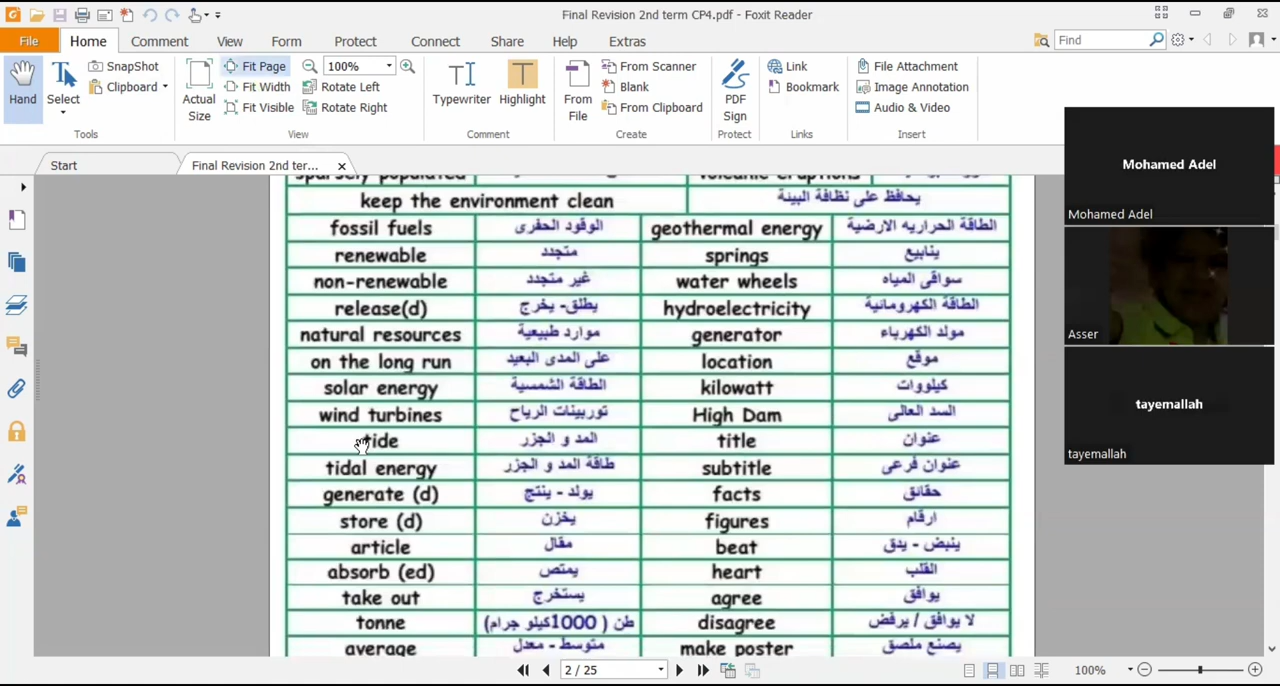 Final Revision 2nd term CP4.pdf - Foxit Reader
File Home Comment View Form Protect Connect Share Help Extras Find
SnapShot Fit Page 100% From Scanner Link File Attachment
Clipboard Fit Width Rotate Left Blank Bookmark Image Annotation
Hand Select Actual Size Fit Visible Rotate Right Typewriter Highlight From File From Clipboard PDF Sign Audio & Video
Tools View Comment Create Protect Links Insert
Start Final Revision 2nd ter...
Mohamed Adel
Mohamed Adel
Asser
tayemallah
tayemallah
sparsely populated volcanic eruptions
keep the environment clean يحافظ على نظافة البيئة
fossil fuels الوقود الحفرى geothermal energy الطاقة الحراريه الارضية
renewable متجدد springs ينابيع
non-renewable غير متجدد water wheels سواقى المياه
release(d) يطلق- يخرج hydroelectricity الطاقة الكهرومائية
natural resources موارد طبيعية generator مولد الكهرباء
on the long run على المدى البعيد location موقع
solar energy الطاقة الشمسية kilowatt كيلووات
wind turbines توربينات الرياح High Dam السد العالى
tide المد و الجزر title عنوان
tidal energy طاقة المد و الجزر subtitle عنوان فرعى
generate (d) يولد - ينتج facts حقائق
store (d) يخزن figures ارقام
article مقال beat ينبض - يدق
absorb (ed) يمتص heart القلب
take out يستخرج agree يوافق
tonne طن ( 1000كيلو جرام) disagree لا يوافق / يرفض
average متوسط - معدل make poster يصنع ملصق
2 / 25 100%